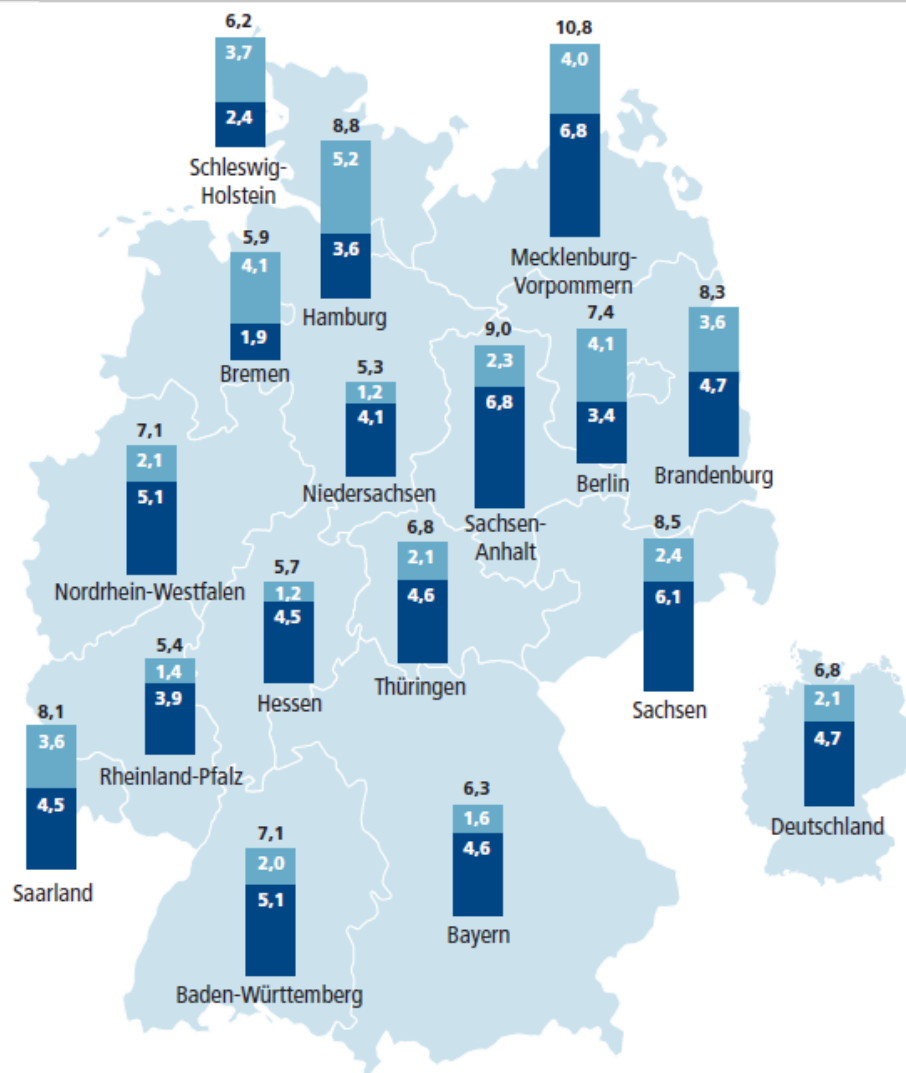 6,2
3,7
2,4
Schleswig-
Holstein
10,8
4,0
6,8
Mecklenburg-
Vorpommern
8,8
5,2
3,6
Hamburg
5,9
4,1
1,9
Bremen
5,3
1,2
4,1
Niedersachsen
9,0
2,3
6,8
Sachsen-
Anhalt
7,4
4,1
3,4
Berlin
8,3
3,6
4,7
Brandenburg
7,1
2,1
5,1
Nordrhein-Westfalen
5,7
1,2
4,5
Hessen
6,8
2,1
4,6
Thüringen
8,5
2,4
6,1
Sachsen
5,4
1,4
3,9
Rheinland-Pfalz
8,1
3,6
4,5
Saarland
7,1
2,0
5,1
Baden-Württemberg
6,3
1,6
4,6
Bayern
6,8
2,1
4,7
Deutschland